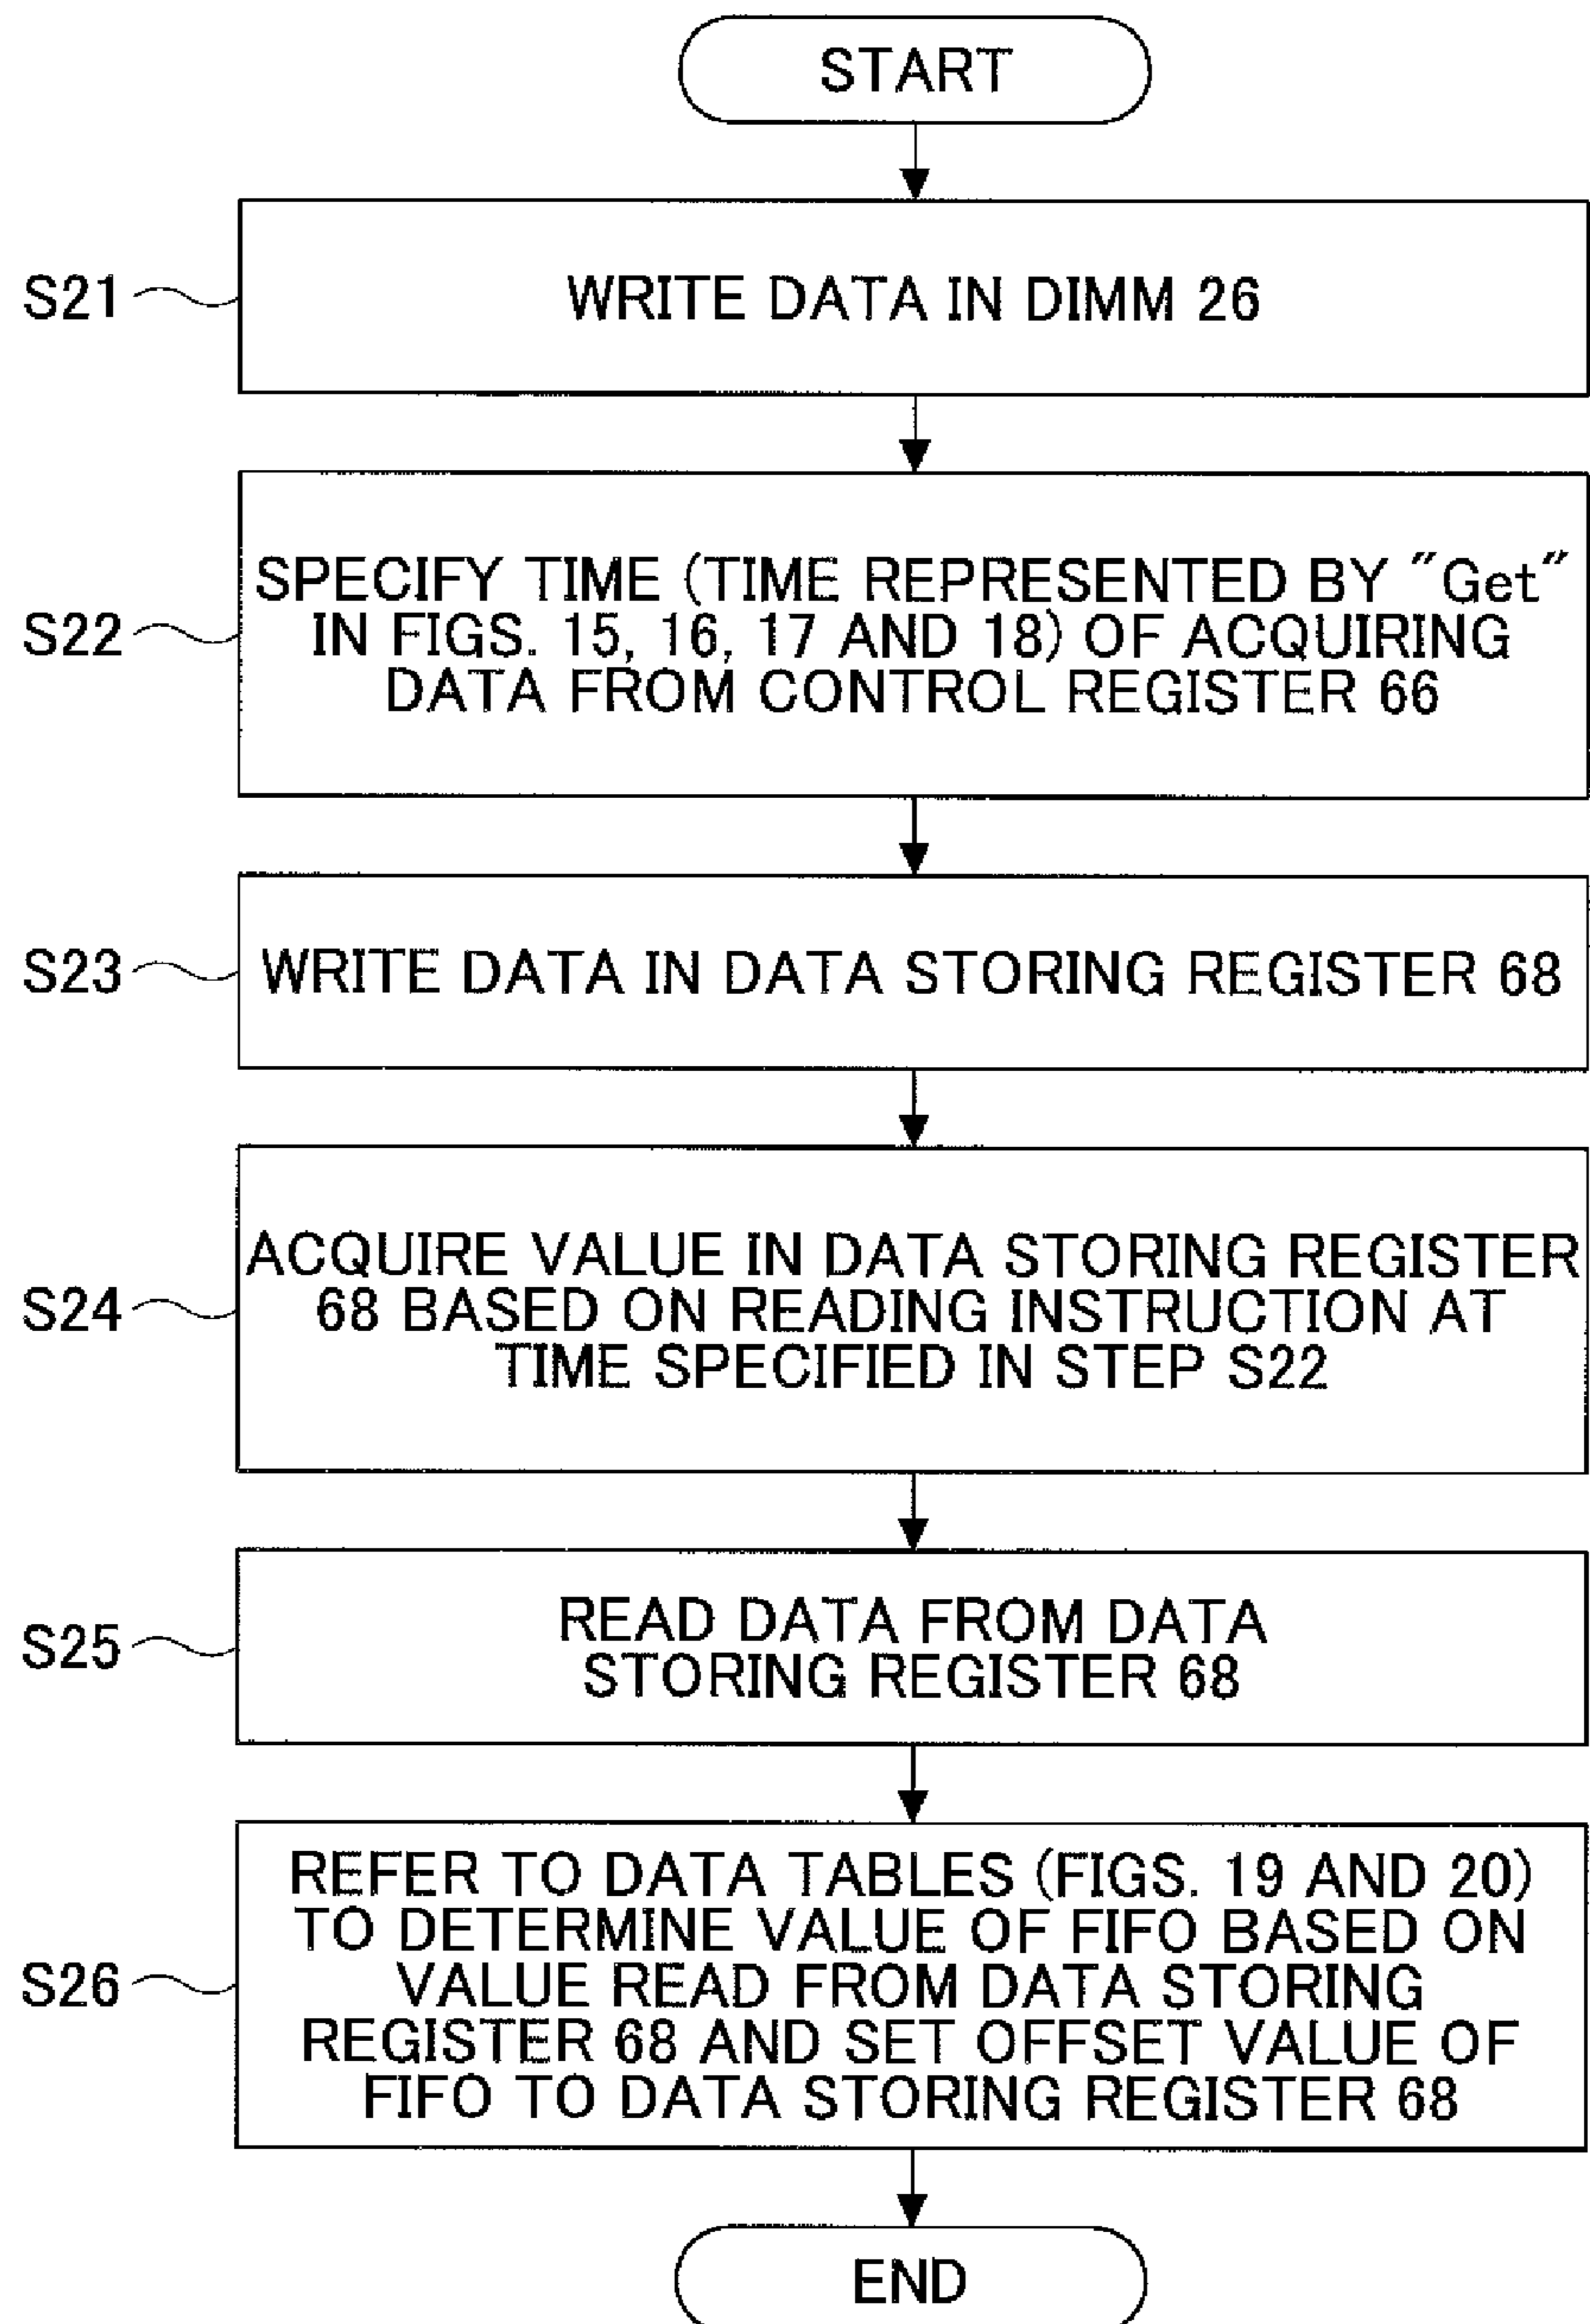 START
S21
WRITE DATA IN DIMM 26
S22
SPECIFY TIME (TIME REPRESENTED BY "Get"
IN FIGS. 15, 16, 17 AND 18) OF ACQUIRING
DATA FROM CONTROL REGISTER 66
S23
WRITE DATA IN DATA STORING REGISTER 68
S24
ACQUIRE VALUE IN DATA STORING REGISTER
68 BASED ON READING INSTRUCTION AT
TIME SPECIFIED IN STEP S22
S25
READ DATA FROM DATA
STORING REGISTER 68
S26
REFER TO DATA TABLES (FIGS. 19 AND 20)
TO DETERMINE VALUE OF FIFO BASED ON
VALUE READ FROM DATA STORING
REGISTER 68 AND SET OFFSET VALUE OF
FIFO TO DATA STORING REGISTER 68
END